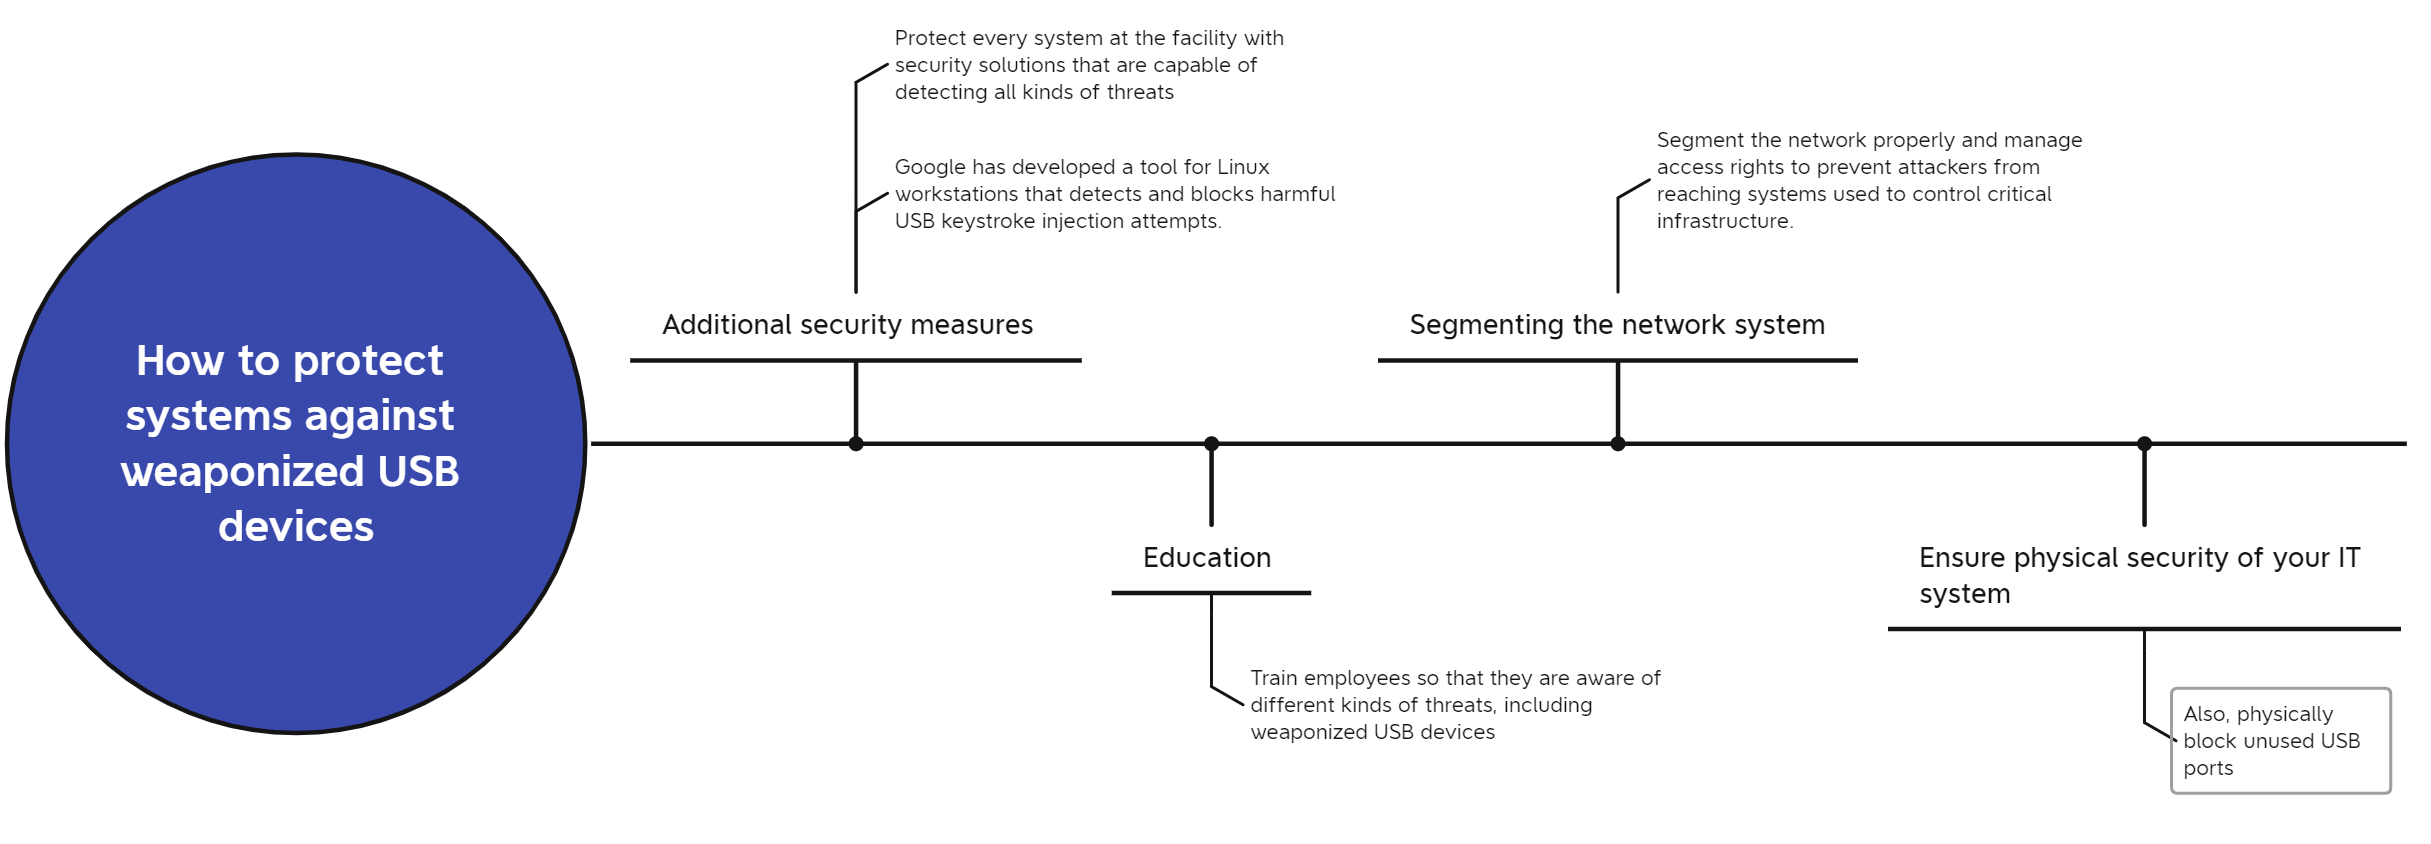 How to protect
systems against
weaponized USB
devices
Protect every system at the facility with
security solutions that are capable of
detecting all kinds of threats
Google has developed a tool for Linux
workstations that detects and blocks harmful
USB keystroke injection attempts.
Additional security measures
Education
Train employees so that they are aware of
different kinds of threats, including
weaponized USB devices
Segment the network properly and manage
access rights to prevent attackers from
reaching systems used to control critical
infrastructure.
Segmenting the network system
Ensure physical security of your IT
system
Also, physically
block unused USB
ports